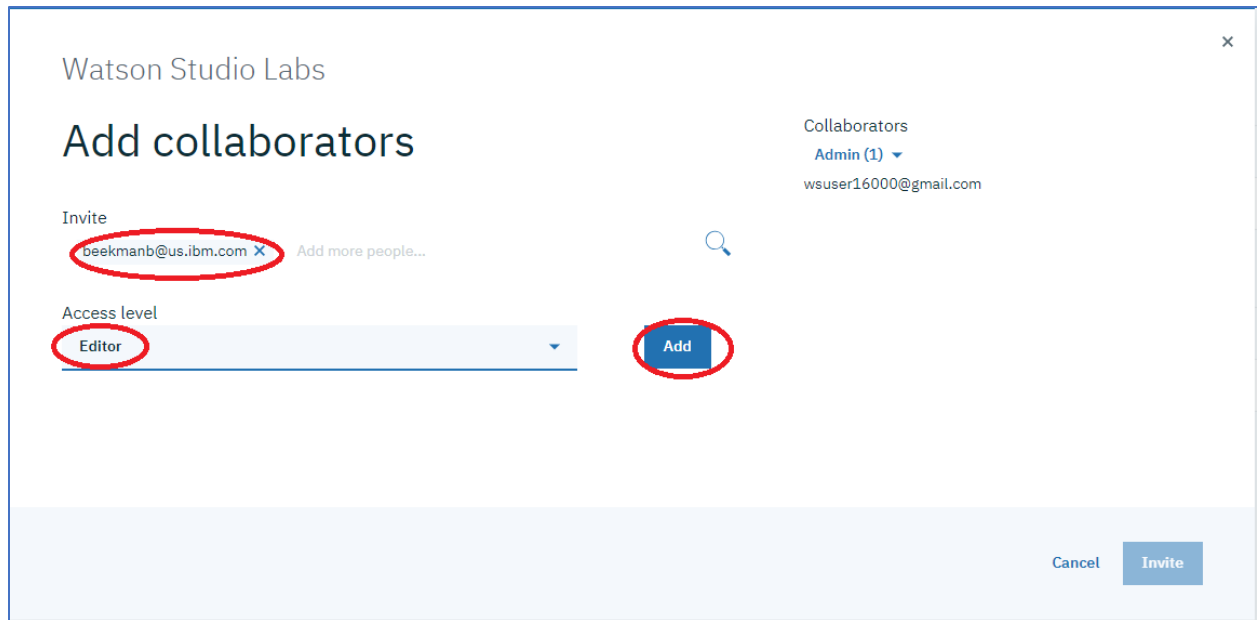 Watson Studio Labs
×
Add collaborators
Collaborators
Admin (1)
wsuser16000@gmail.com
Invite
beekmanb@us.ibm.com × Add more people...
Access level
Editor
Add
Cancel
Invite